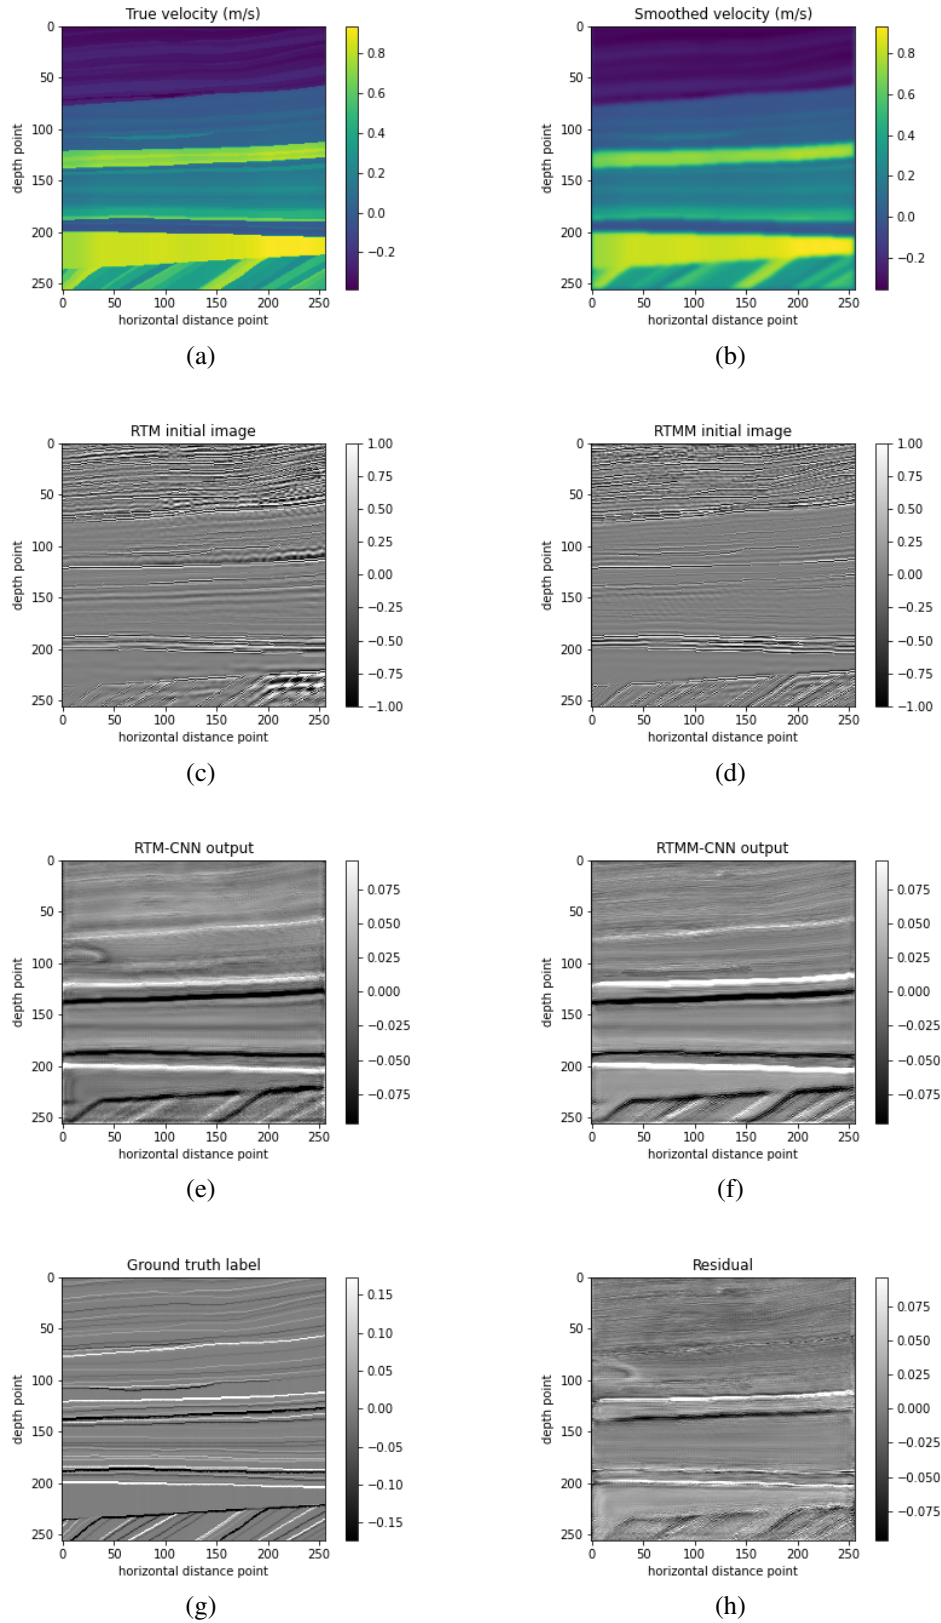 True velocity (m/s)
0
50
100
150
200
250
depth point
0 50 100 150 200 250
horizontal distance point
0.8
0.6
0.4
0.2
0.0
−0.2
(a)
Smoothed velocity (m/s)
0
50
100
150
200
250
depth point
0 50 100 150 200 250
horizontal distance point
0.8
0.6
0.4
0.2
0.0
−0.2
(b)
RTM initial image
0
50
100
150
200
250
depth point
0 50 100 150 200 250
horizontal distance point
1.00
0.75
0.50
0.25
0.00
−0.25
−0.50
−0.75
−1.00
(c)
RTMM initial image
0
50
100
150
200
250
depth point
0 50 100 150 200 250
horizontal distance point
1.00
0.75
0.50
0.25
0.00
−0.25
−0.50
−0.75
−1.00
(d)
RTM-CNN output
0
50
100
150
200
250
depth point
0 50 100 150 200 250
horizontal distance point
0.075
0.050
0.025
0.000
−0.025
−0.050
−0.075
(e)
RTMM-CNN output
0
50
100
150
200
250
depth point
0 50 100 150 200 250
horizontal distance point
0.075
0.050
0.025
0.000
−0.025
−0.050
−0.075
(f)
Ground truth label
0
50
100
150
200
250
depth point
0 50 100 150 200 250
horizontal distance point
0.15
0.10
0.05
0.00
−0.05
−0.10
−0.15
(g)
Residual
0
50
100
150
200
250
depth point
0 50 100 150 200 250
horizontal distance point
0.075
0.050
0.025
0.000
−0.025
−0.050
−0.075
(h)